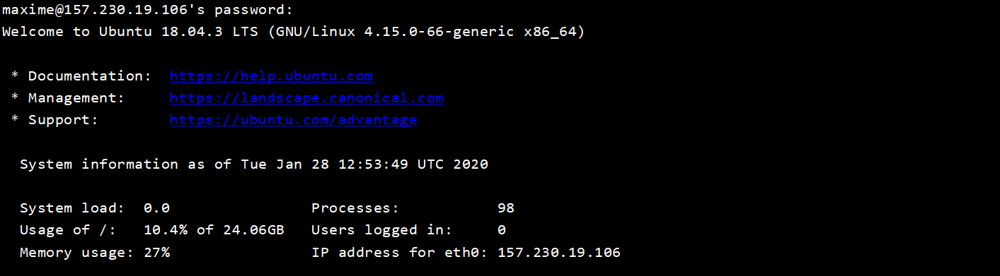 maxime@157.230.19.106's password:
Welcome to Ubuntu 18.04.3 LTS (GNU/Linux 4.15.0-66-generic x86_64)
* Documentation:  https://help.ubuntu.com
* Management:     https://landscape.canonical.com
* Support:        https://ubuntu.com/advantage
System information as of Tue Jan 28 12:53:49 UTC 2020
System load:  0.0                Processes:           98
Usage of /:   10.4% of 24.06GB   Users logged in:     0
Memory usage: 27%                IP address for eth0: 157.230.19.106